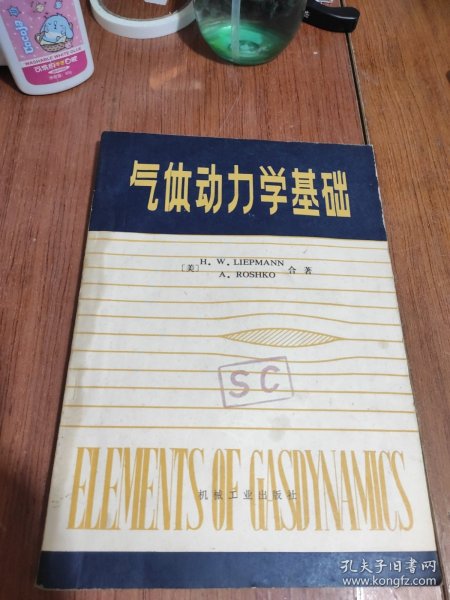 Cocojo
WASHABLE WHITE GLUE
气体动力学基础
H. W. LIEPMANN
〔美〕
合著
A. ROSHKO
SC
ELEMENTS OF GASDYNAMICS
机械工业出版社
孔夫子旧书网
www.kongfz.com